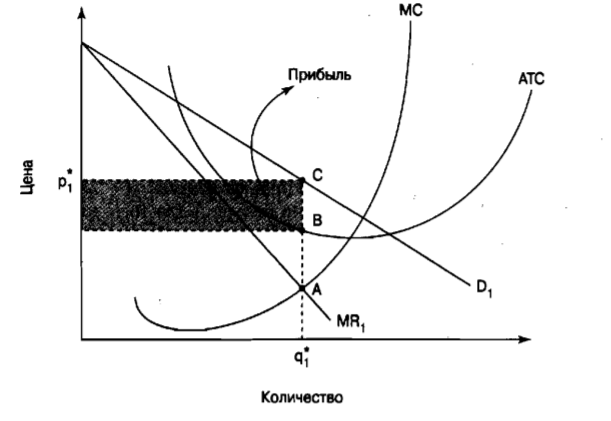 MC
Прибыль
ATC
Цена
p₁*
C
B
A
D₁
MR₁
q₁*
Количество